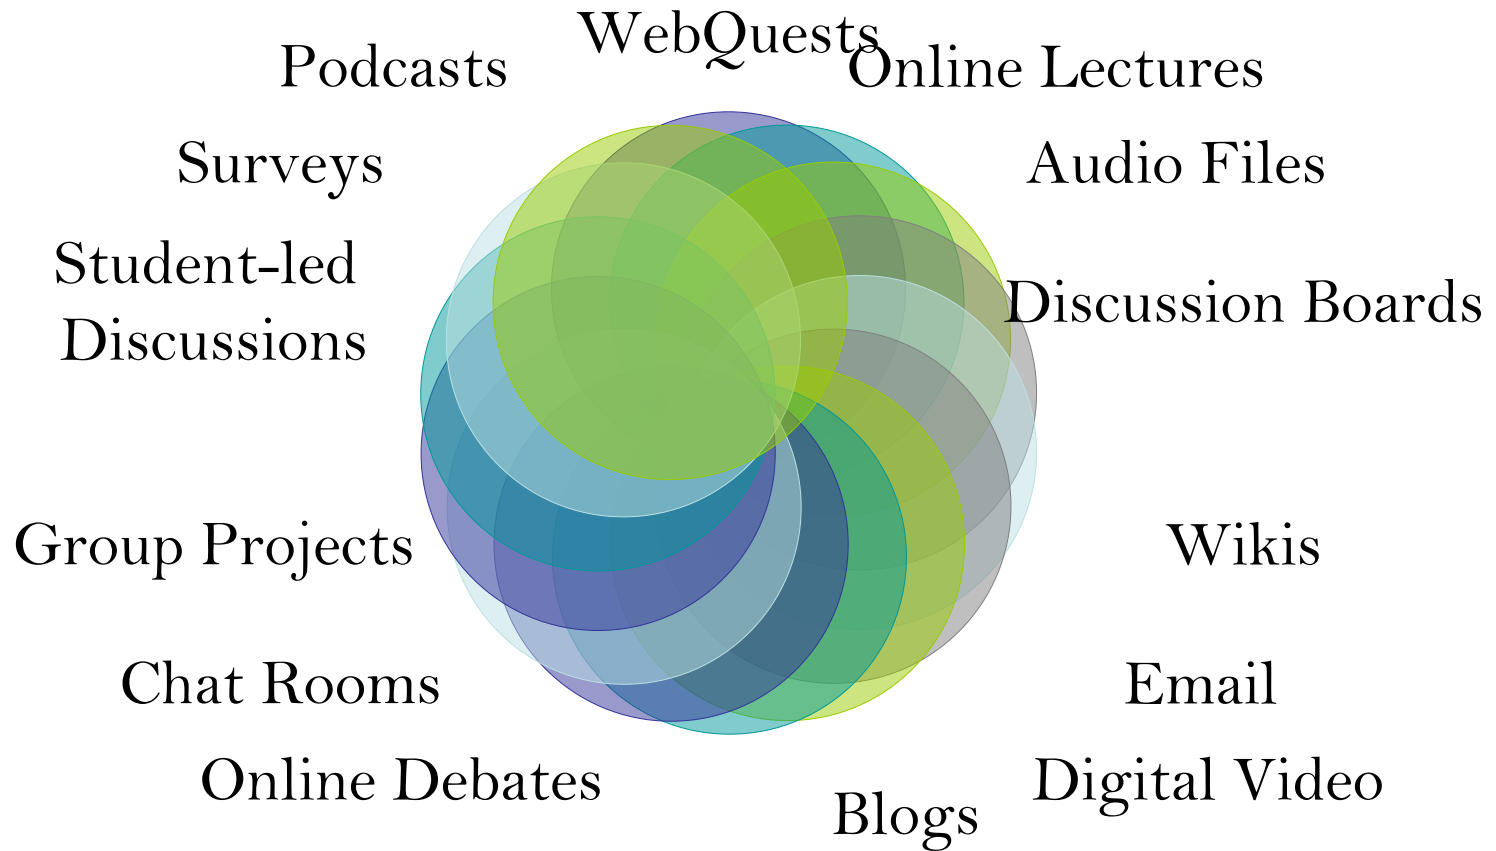 WebQuests
Podcasts
Online Lectures
Surveys
Audio Files
Student-led
Discussions
Discussion Boards
Group Projects
Wikis
Chat Rooms
Email
Online Debates
Digital Video
Blogs